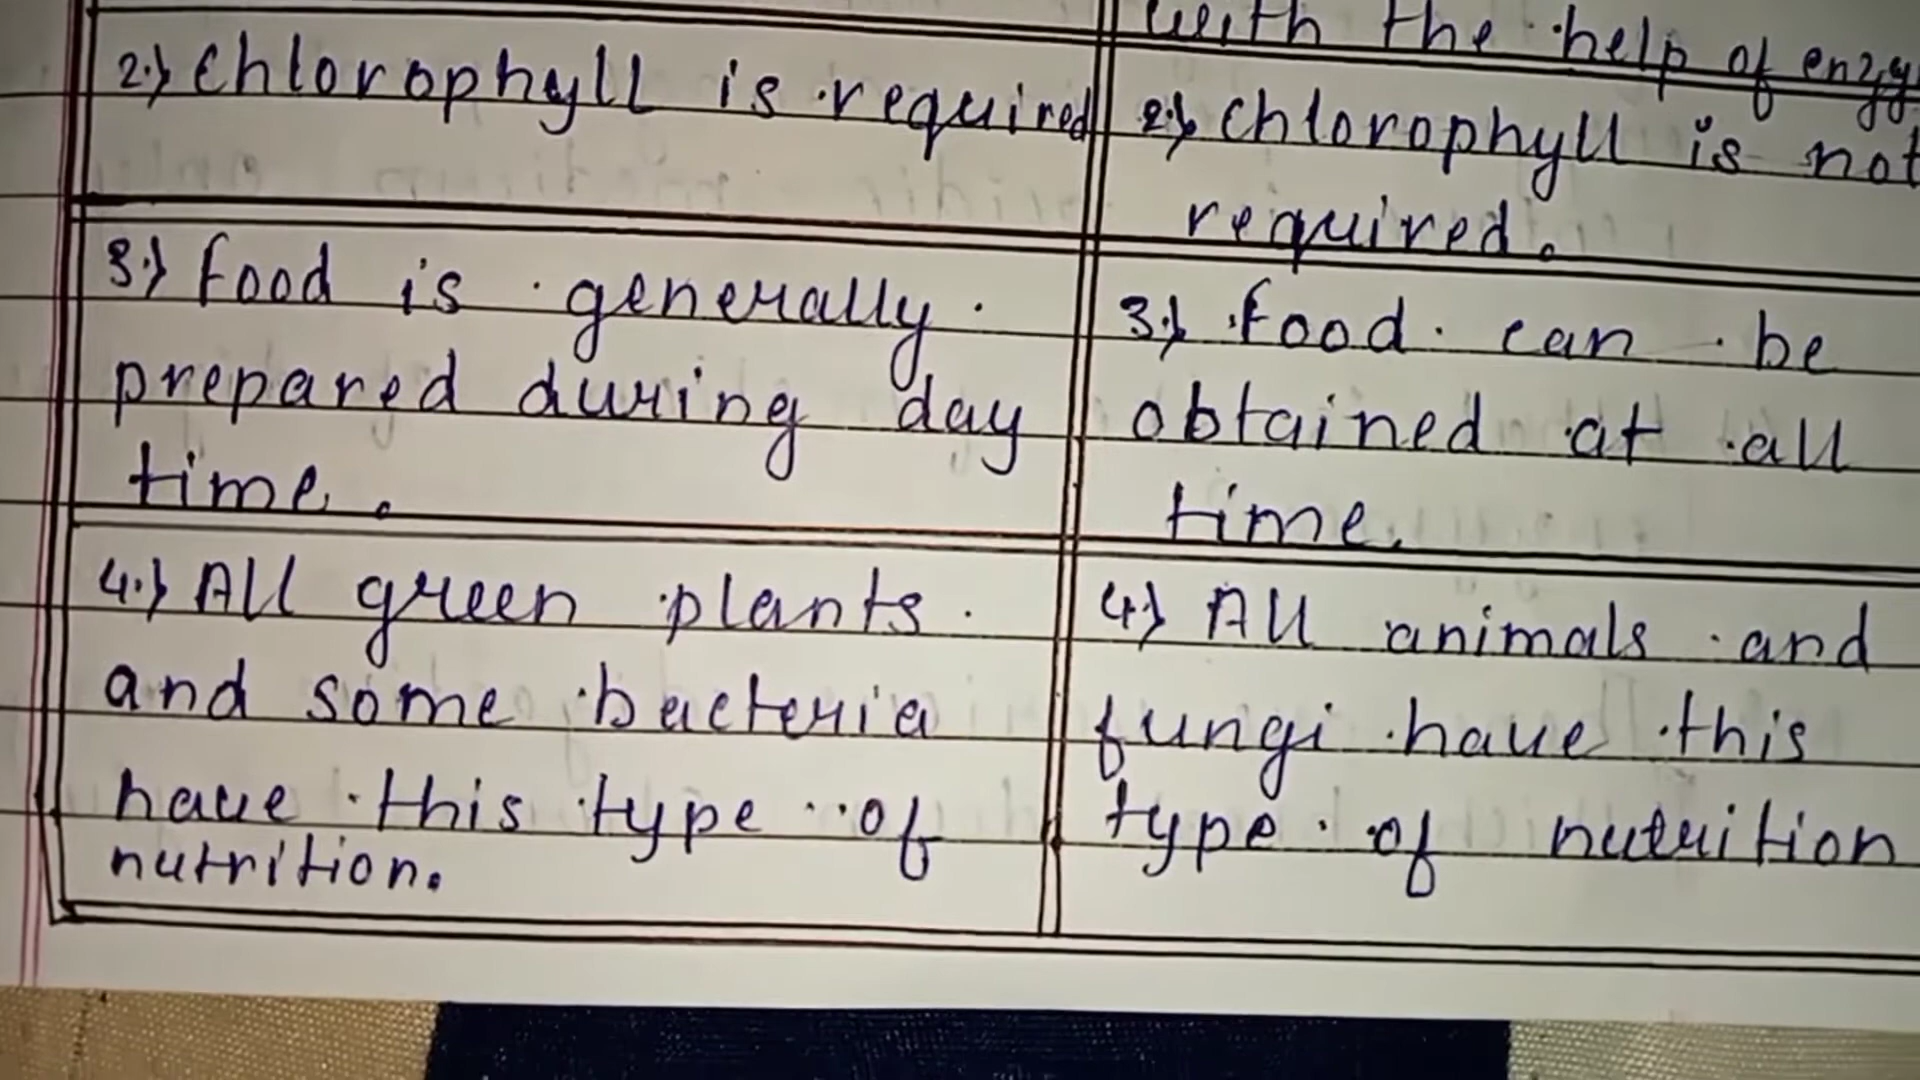 with the help of
2.} Chlorophyll is required
3.} Food is generally
prepared during day
time.
4.} All green plants
and some bacteria
have this type of
nutrition.
2.} Chlorophyll is not
required.
3.} Food can be
obtained at all
time.
4.} All animals and
fungi have this
type of nutrition